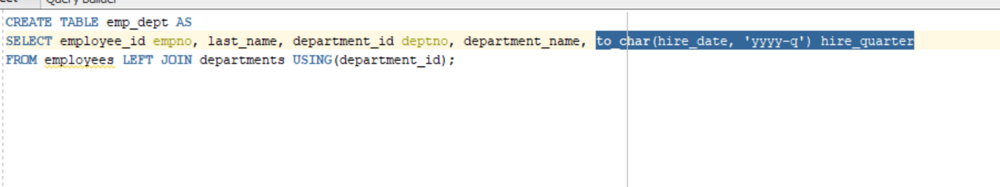 Query Builder
CREATE TABLE emp_dept AS
SELECT employee_id empno, last_name, department_id deptno, department_name, to_char(hire_date, 'yyyy-q') hire_quarter
FROM employees LEFT JOIN departments USING(department_id);